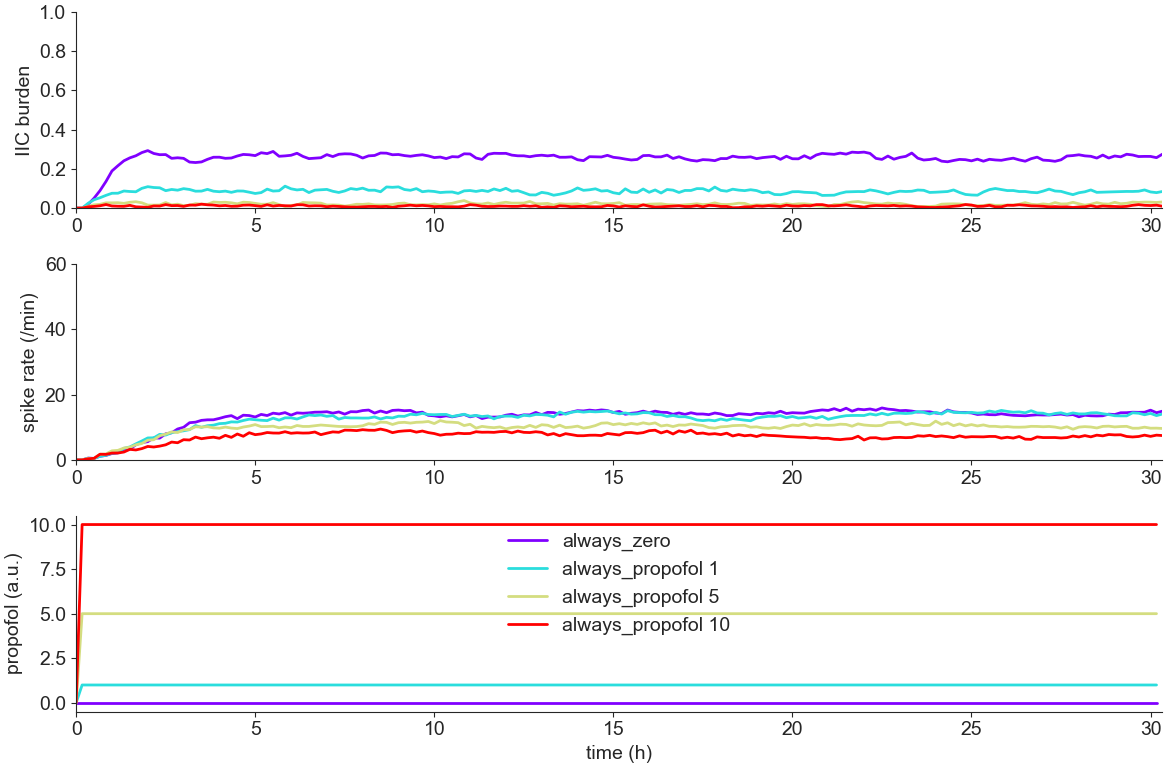 IIC burden
1.0
0.8
0.6
0.4
0.2
0.0
0 5 10 15 20 25 30
spike rate (/min)
60
40
20
0
0 5 10 15 20 25 30
propofol (a.u.)
10.0
7.5
5.0
2.5
0.0
always_zero
always_propofol 1
always_propofol 5
always_propofol 10
0 5 10 15 20 25 30
time (h)